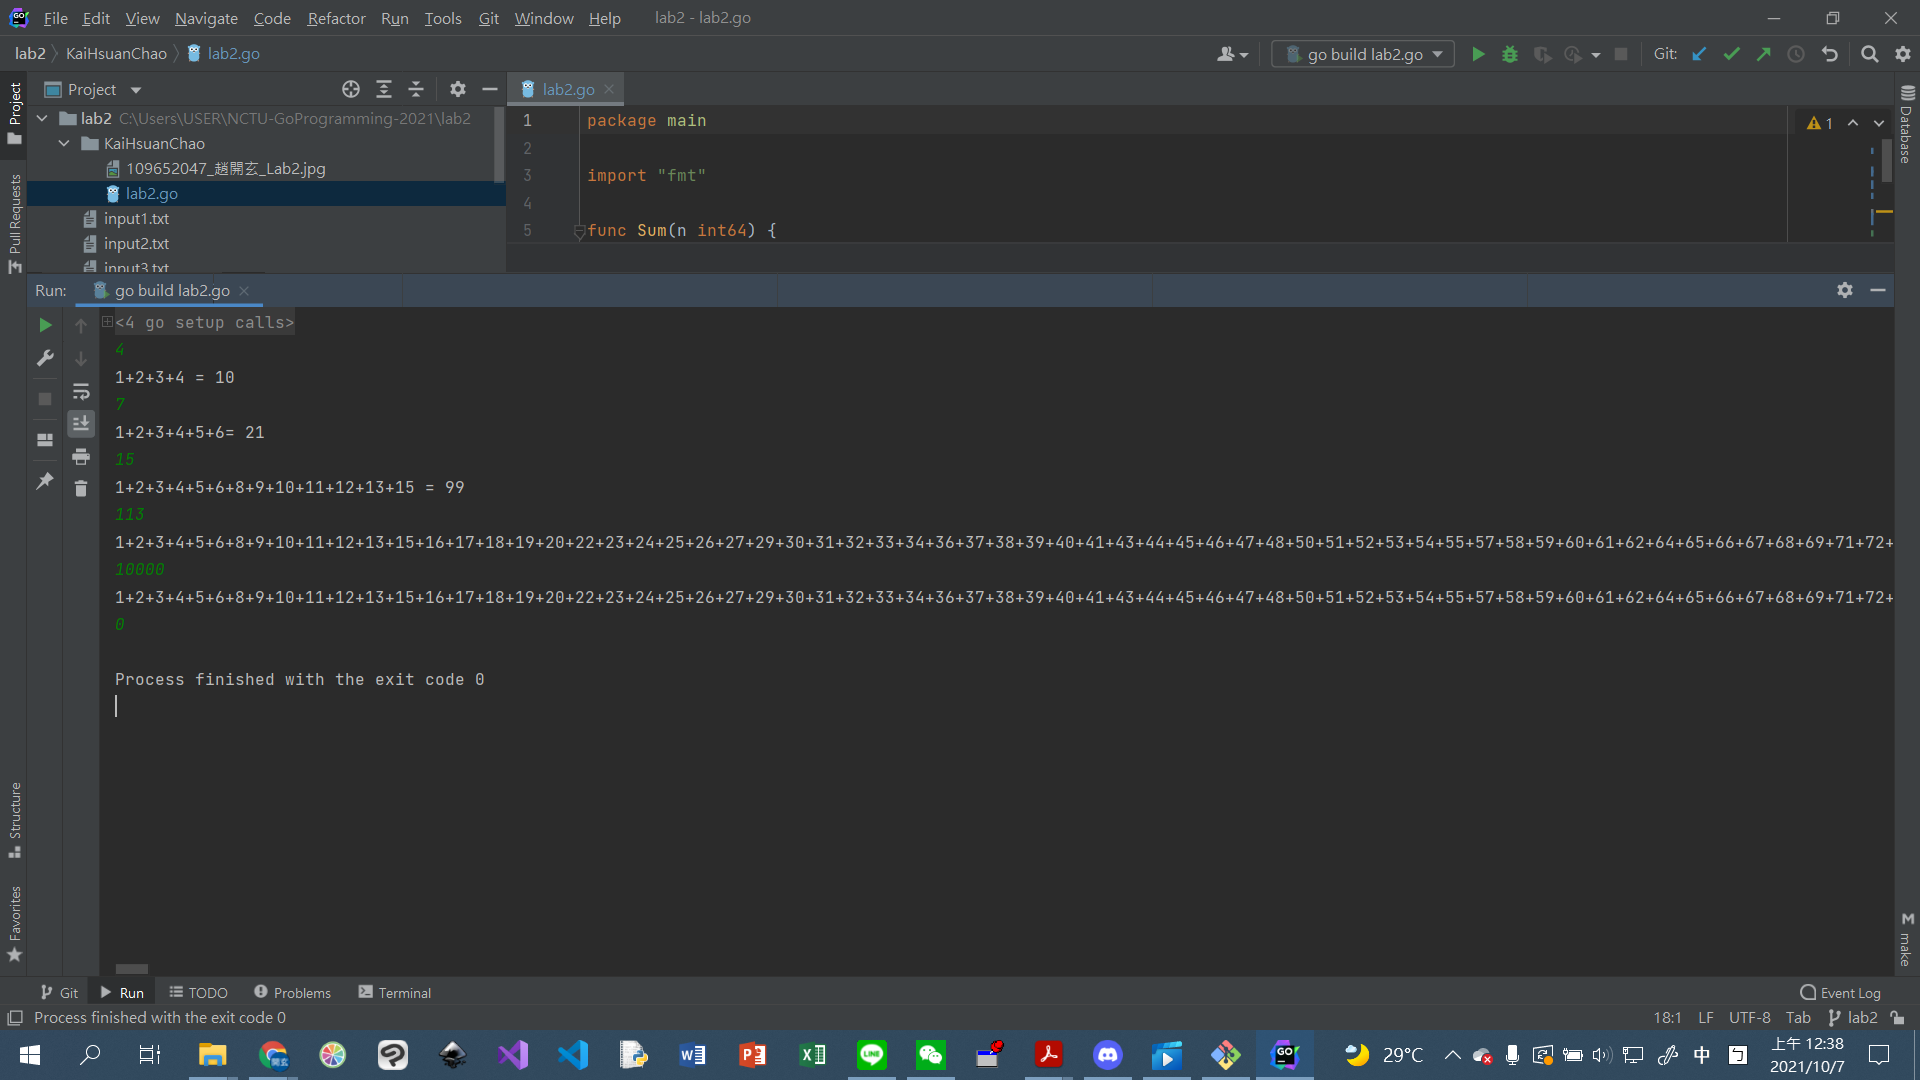 File Edit View Navigate Code Refactor Run Tools Git Window Help lab2 - lab2.go
lab2 KaiHsuanChao lab2.go go build lab2.go Git:
Project lab2.go
lab2 C:\Users\USER\NCTU-GoProgramming-2021\lab2
KaiHsuanChao
109652047_趙開玄_Lab2.jpg
lab2.go
input1.txt
input2.txt
input3.txt
1 package main
2
3 import "fmt"
4
5 func Sum(n int64) {
1
Project
Pull Requests
Structure
Favorites
Database
make
Run: go build lab2.go
<4 go setup calls>
4
1+2+3+4 = 10
7
1+2+3+4+5+6= 21
15
1+2+3+4+5+6+8+9+10+11+12+13+15 = 99
113
1+2+3+4+5+6+8+9+10+11+12+13+15+16+17+18+19+20+22+23+24+25+26+27+29+30+31+32+33+34+36+37+38+39+40+41+43+44+45+46+47+48+50+51+52+53+54+55+57+58+59+60+61+62+64+65+66+67+68+69+71+72+
10000
1+2+3+4+5+6+8+9+10+11+12+13+15+16+17+18+19+20+22+23+24+25+26+27+29+30+31+32+33+34+36+37+38+39+40+41+43+44+45+46+47+48+50+51+52+53+54+55+57+58+59+60+61+62+64+65+66+67+68+69+71+72+
0
Process finished with the exit code 0
Git Run TODO Problems Terminal Event Log
Process finished with the exit code 0 18:1 LF UTF-8 Tab lab2
29°C 中 上午 12:38
2021/10/7